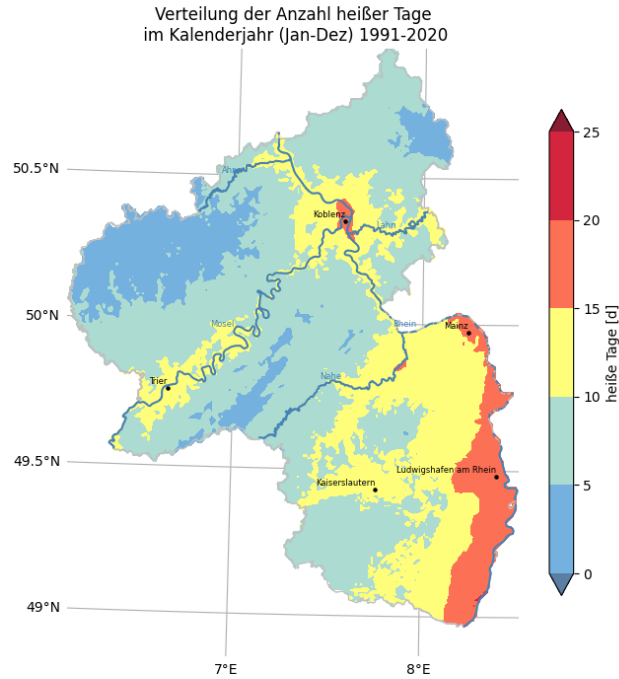 Verteilung der Anzahl heißer Tage
im Kalenderjahr (Jan-Dez) 1991-2020
25
50.5°N
Ahr
Koblenz
Lahn
20
50°N
Mosel
Rhein
Mainz
15
heiße Tage [d]
Trier
Nahe
10
49.5°N
Ludwigshafen am Rhein
Kaiserslautern
5
0
49°N
7°E
8°E